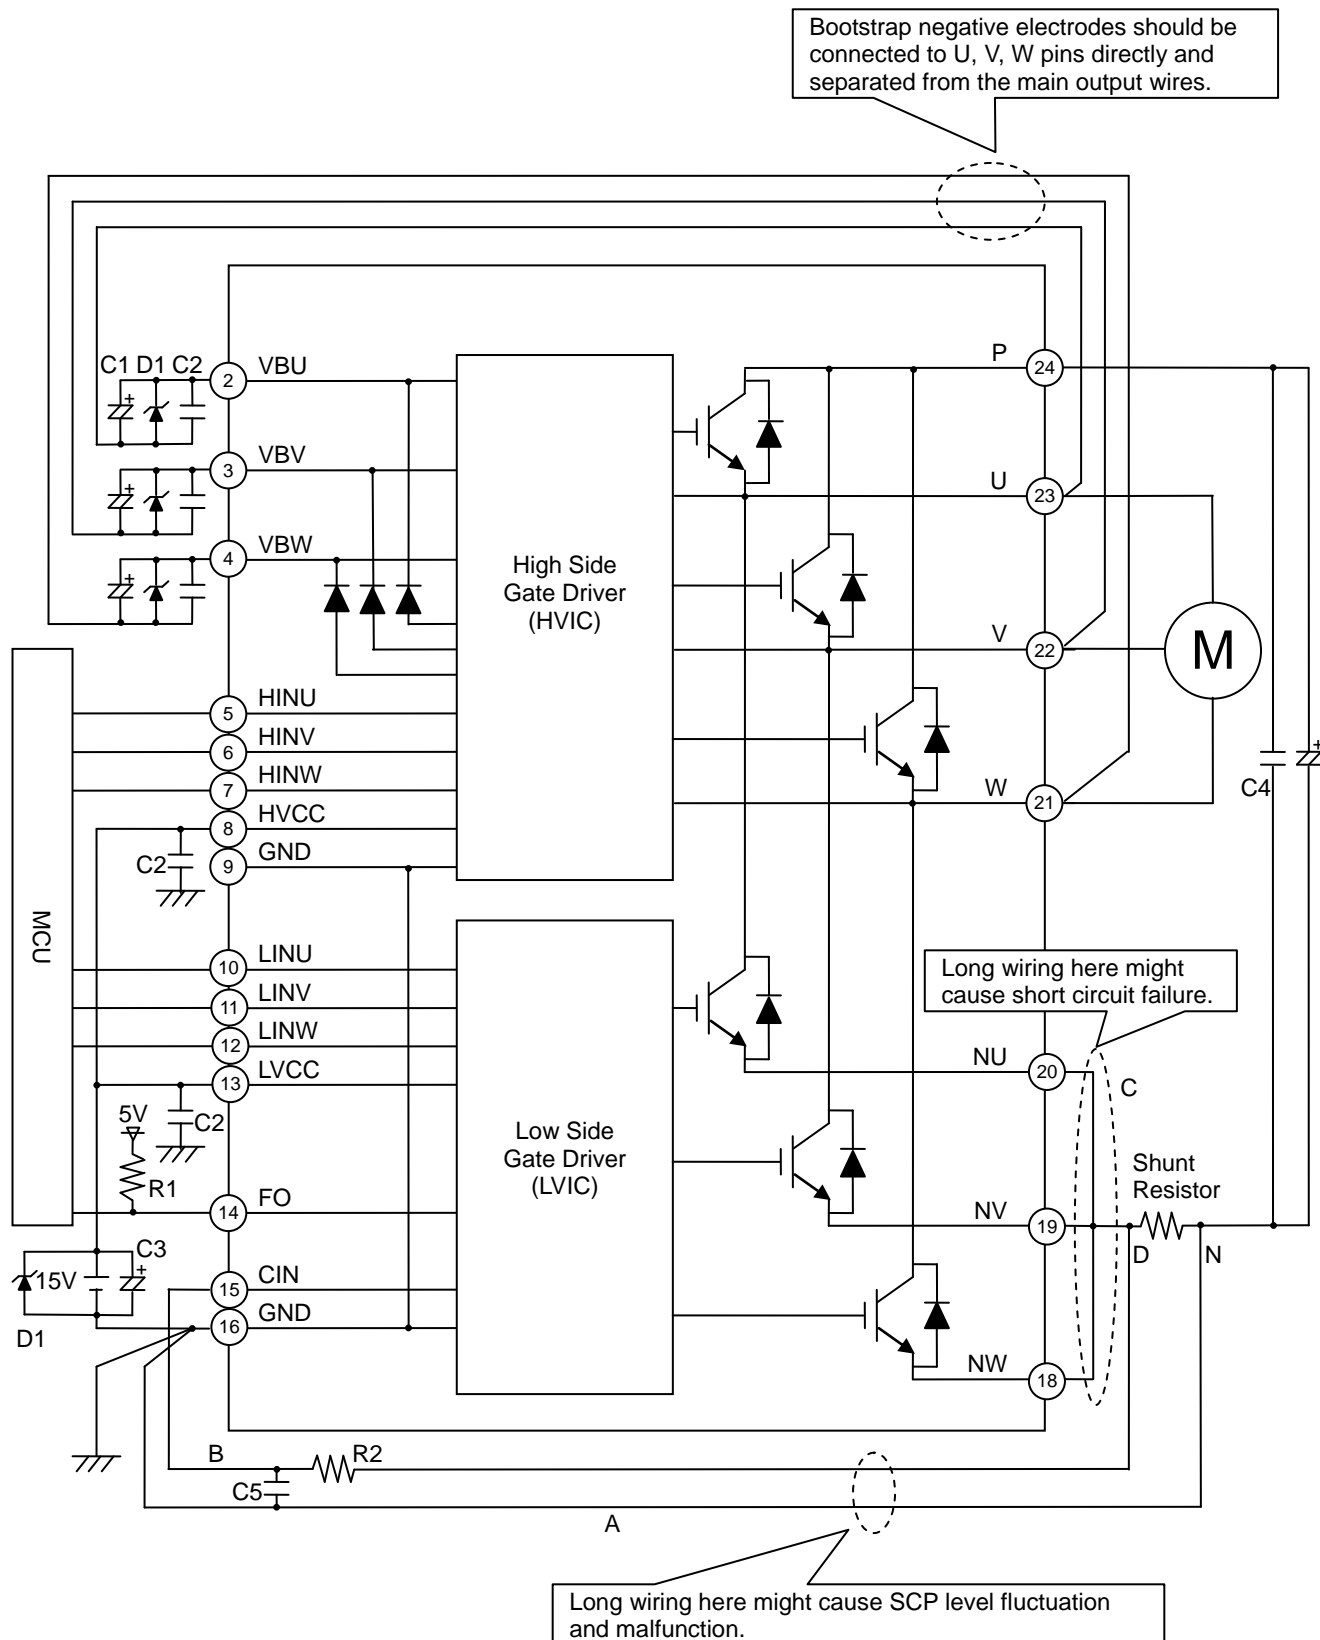 Bootstrap negative electrodes should be
connected to U, V, W pins directly and
separated from the main output wires.
C1 D1 C2
2
VBU
P
24
+
3
VBV
U
23
+
4
VBW
+
High Side
Gate Driver
(HVIC)
V
22
M
5
HINU
6
HINV
7
HINW
W
21
C4
+
8
HVCC
C2
9
GND
MCU
10
LINU
11
LINV
12
LINW
13
LVCC
C2
5V
R1
14
FO
Low Side
Gate Driver
(LVIC)
Long wiring here might
cause short circuit failure.
NU
20
C
Shunt
Resistor
NV
19
D
N
15V
C3
+
D1
15
CIN
16
GND
NW
18
B
R2
C5
A
Long wiring here might cause SCP level fluctuation
and malfunction.